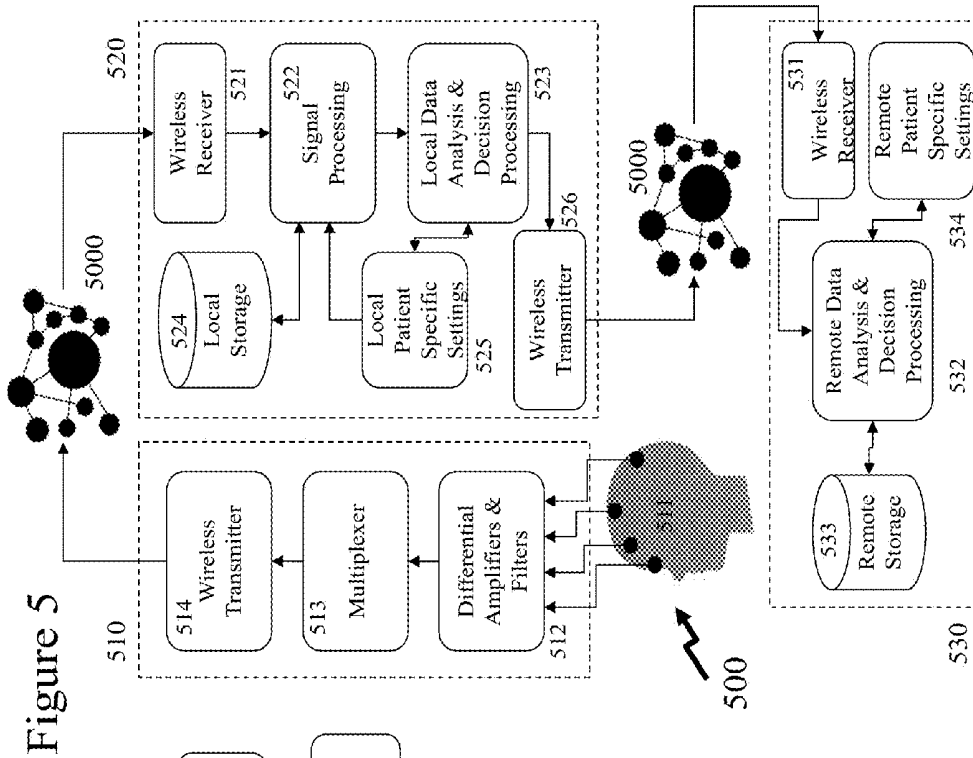 Figure 5
510
514
Wireless
Transmitter
513
Multiplexer
Differential
Amplifiers &
Filters
512
511
500
5000
520
Wireless
Receiver
521
522
Signal
Processing
524
Local
Storage
Local Data
Analysis &
Decision
Processing
523
Local
Patient
Specific
Settings
525
Wireless
Transmitter
526
5000
530
531
Wireless
Receiver
Remote
Patient
Specific
Settings
534
Remote Data
Analysis &
Decision
Processing
532
533
Remote
Storage